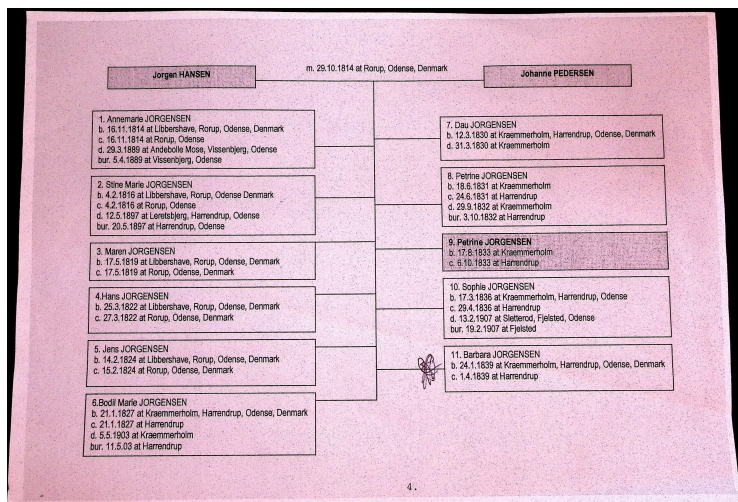 Jorgen HANSEN
m. 29.10.1814 at Rorup, Odense, Denmark
Johanne PEDERSEN
1. Annemarie JORGENSEN
b. 16.11.1814 at Libbershave, Rorup, Odense, Denmark
c. 16.11.1814 at Rorup, Odense
d. 29.3.1889 at Andebolle Mose, Vissenbjerg, Odense
bur. 5.4.1889 at Vissenbjerg, Odense
2. Stine Marie JORGENSEN
b. 4.2.1816 at Libbershave, Rorup, Odense Denmark
c. 4.2.1816 at Rorup, Odense
d. 12.5.1897 at Leretsbjerg, Harrendrup, Odense
bur. 20.5.1897 at Harrendrup, Odense
3. Maren JORGENSEN
b. 17.5.1819 at Libbershave, Rorup, Odense, Denmark
c. 17.5.1819 at Rorup, Odense, Denmark
4.Hans JORGENSEN
b. 25.3.1822 at Libbershave, Rorup, Odense, Denmark
c. 27.3.1822 at Rorup, Odense, Denmark
5. Jens JORGENSEN
b. 14.2.1824 at Libbershave, Rorup, Odense, Denmark
c. 15.2.1824 at Rorup, Odense, Denmark
6.Bodil Marie JORGENSEN
b. 21.1.1827 at Kraemmerholm, Harrendrup, Odense, Denmark
c. 21.1.1827 at Harrendrup
d. 5.5.1903 at Kraemmerholm
bur. 11.5.03 at Harrendrup
7. Dau JORGENSEN
b. 12.3.1830 at Kraemmerholm, Harrendrup, Odense, Denmark
d. 31.3.1830 at Kraemmerholm
8. Petrine JORGENSEN
b. 18.6.1831 at Kraemmerholm
c. 24.6.1831 at Harrendrup
d. 29.9.1832 at Kraemmerholm
bur. 3.10.1832 at Harrendrup
9. Petrine JORGENSEN
b. 17.8.1833 at Kraemmerholm
c. 6.10.1833 at Harrendrup
10. Sophie JORGENSEN
b. 17.3.1836 at Kraemmerholm, Harrendrup, Odense
c. 29.4.1836 at Harrendrup
d. 13.2.1907 at Sletterod, Fjelsted, Odense
bur. 19.2.1907 at Fjelsted
11. Barbara JORGENSEN
b. 24.1.1839 at Kraemmerholm, Harrendrup, Odense, Denmark
c. 1.4.1839 at Harrendrup
4.